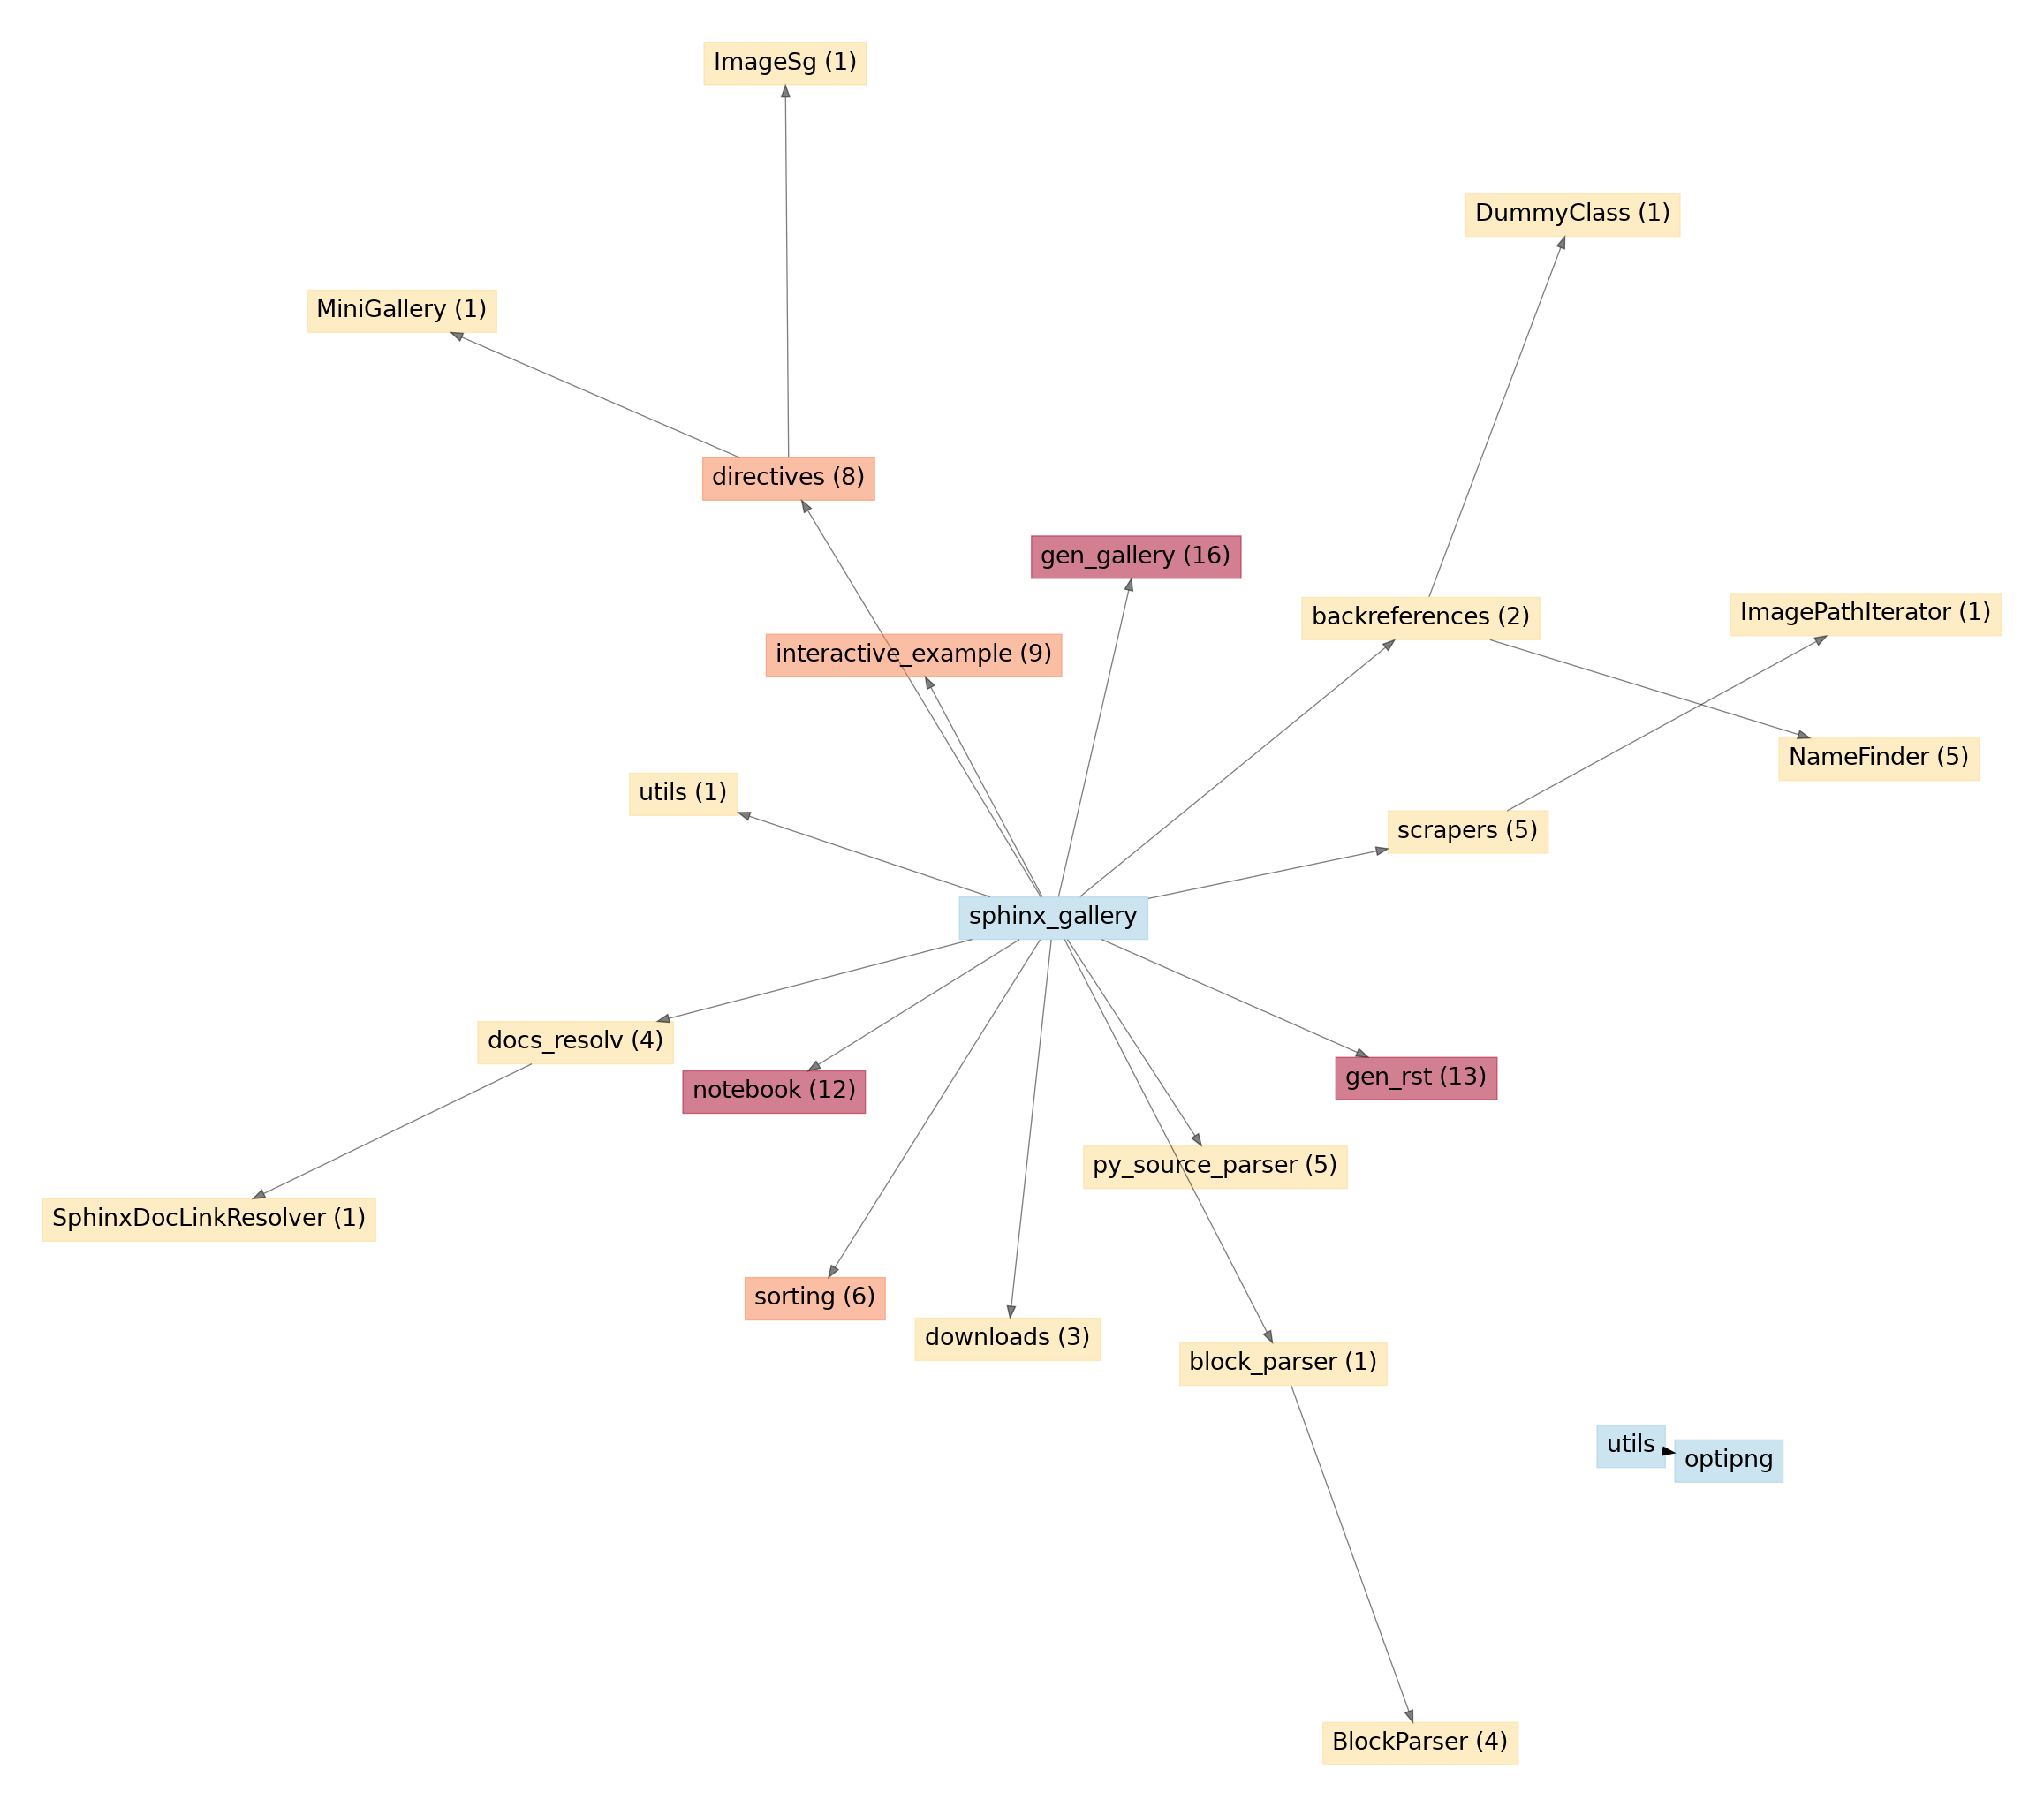 ImageSg (1)
DummyClass (1)
MiniGallery (1)
directives (8)
gen_gallery (16)
backreferences (2)
ImagePathIterator (1)
interactive_example (9)
NameFinder (5)
utils (1)
scrapers (5)
sphinx_gallery
docs_resolv (4)
notebook (12)
gen_rst (13)
py_source_parser (5)
SphinxDocLinkResolver (1)
sorting (6)
downloads (3)
block_parser (1)
utils
optipng
BlockParser (4)